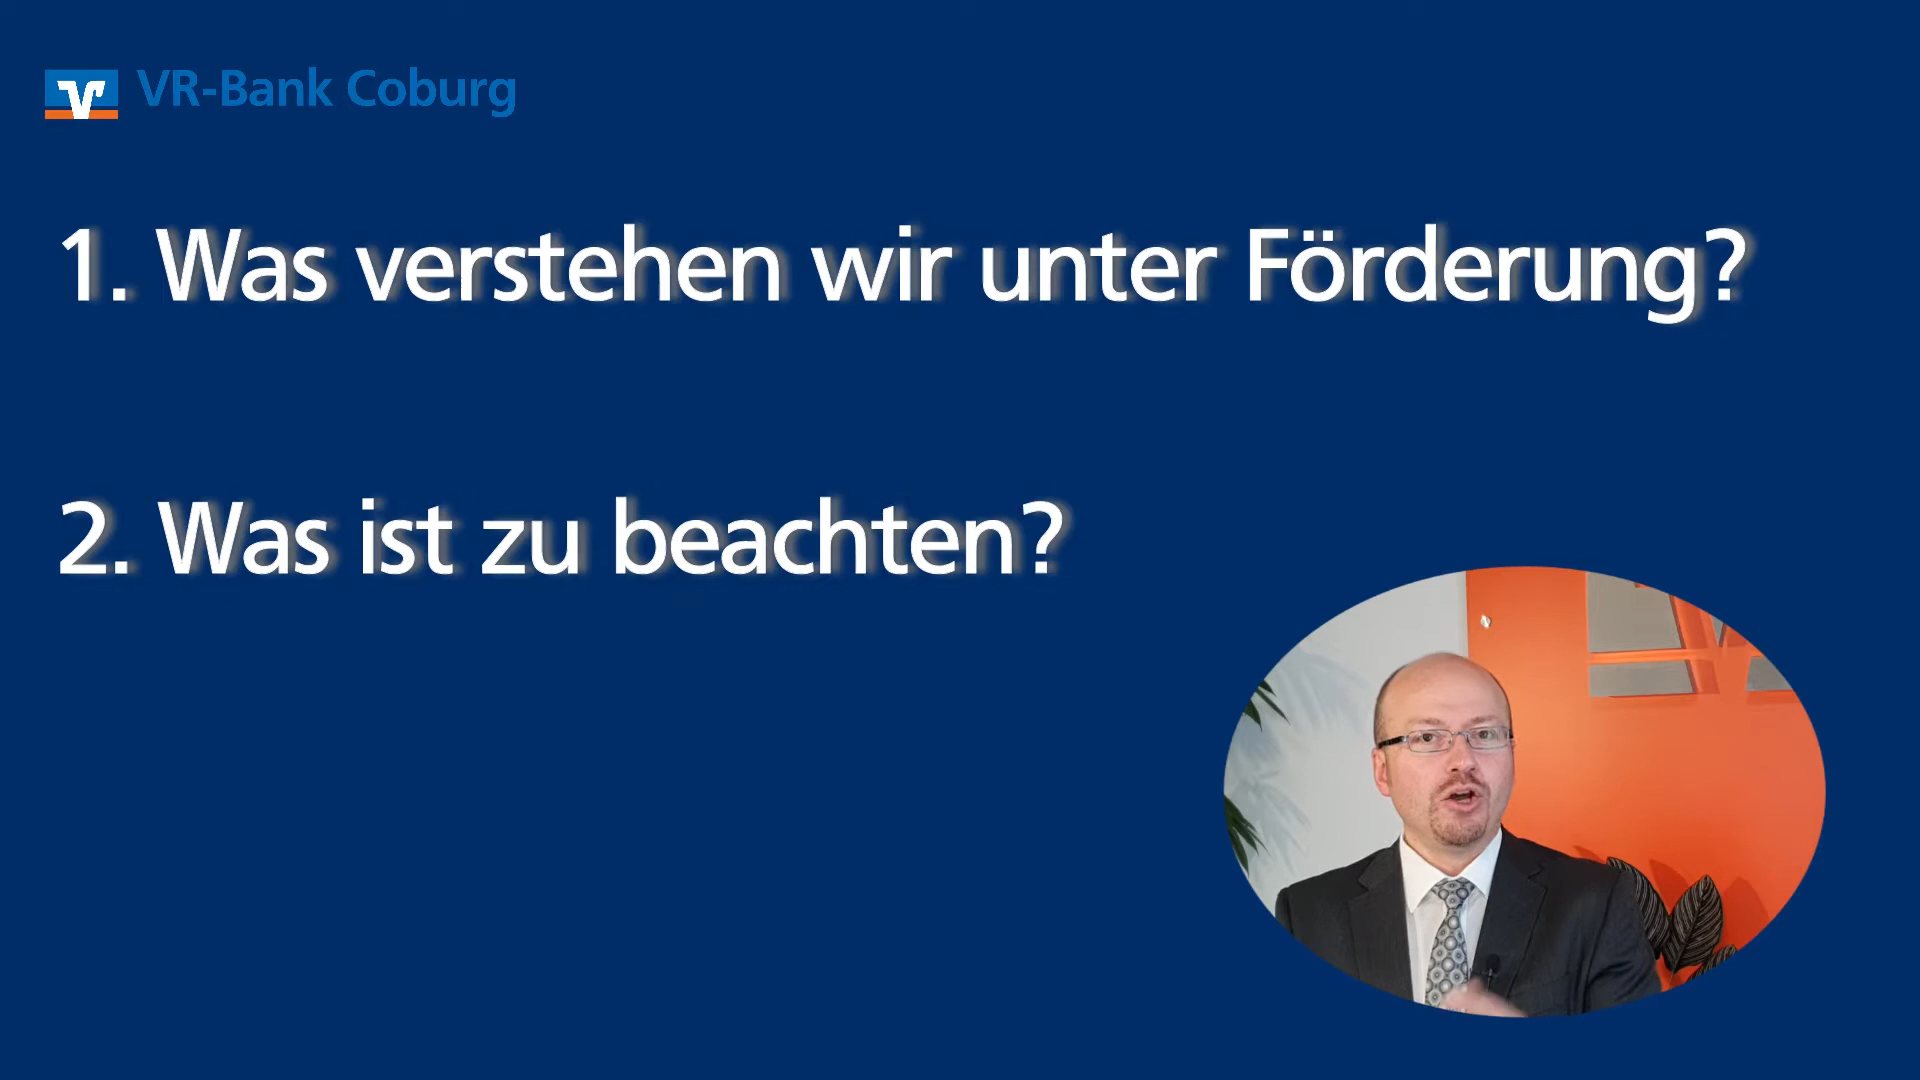 VR-Bank Coburg
1. Was verstehen wir unter Förderung?
2. Was ist zu beachten?